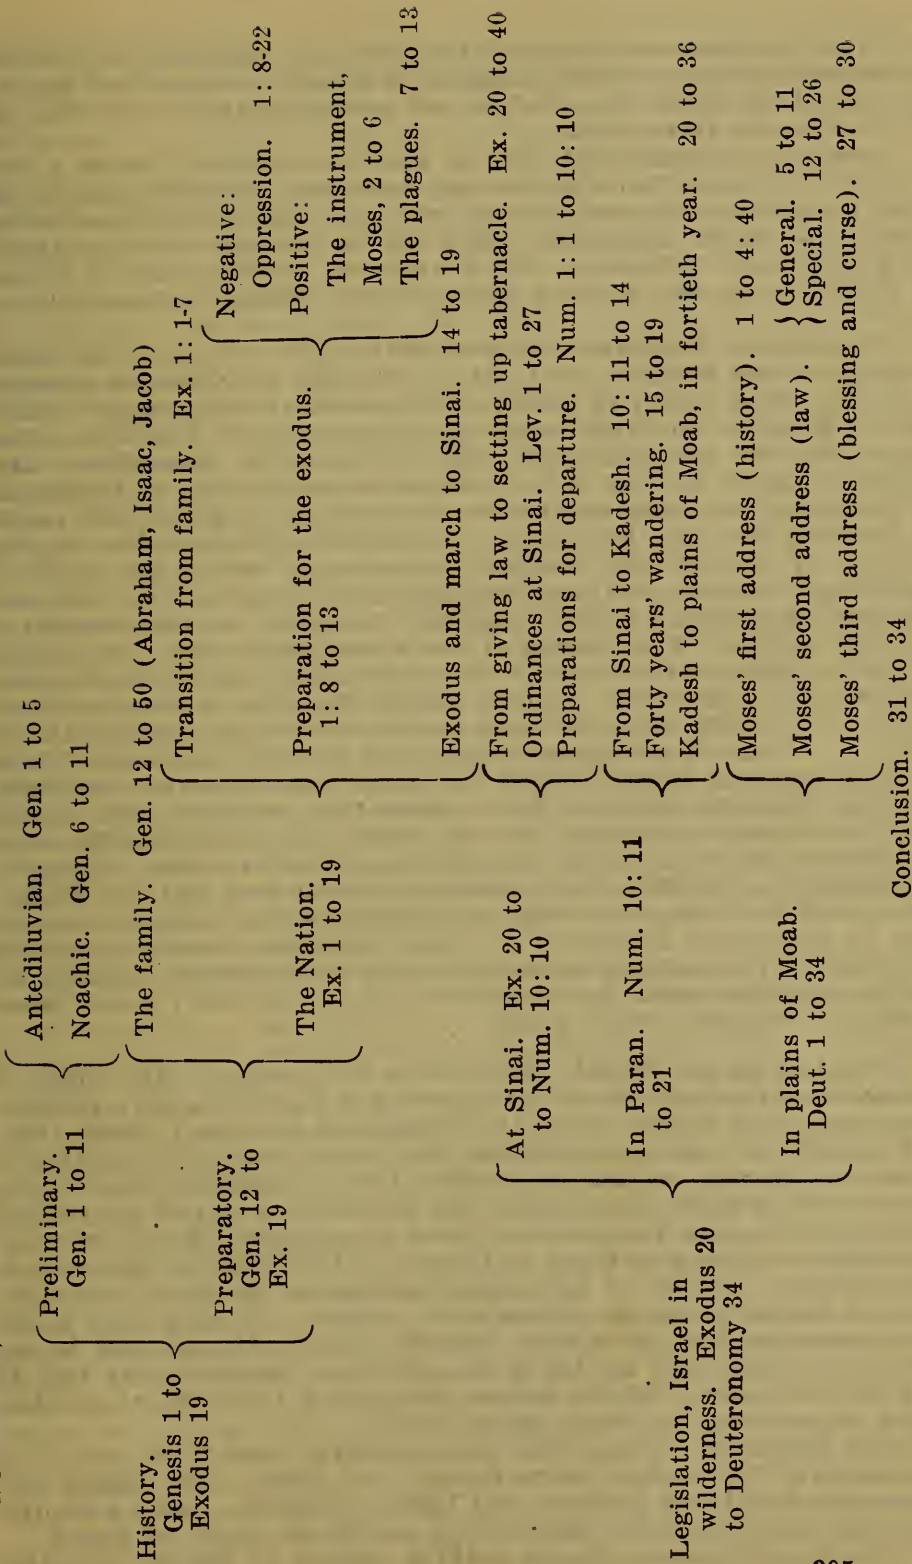 History.
Genesis 1 to
Exodus 19
Preliminary.
Gen. 1 to 11
Antediluvian. Gen. 1 to 5
Noachic. Gen. 6 to 11
Preparatory.
Gen. 12 to
Ex. 19
The family. Gen. 12 to 50 (Abraham, Isaac, Jacob)
The Nation.
Ex. 1 to 19
Transition from family. Ex. 1: 1-7
Preparation for the exodus.
1: 8 to 13
Negative:
Oppression. 1: 8-22
Positive:
The instrument,
Moses, 2 to 6
The plagues. 7 to 13
Exodus and march to Sinai. 14 to 19
Legislation, Israel in
wilderness. Exodus 20
to Deuteronomy 34
At Sinai. Ex. 20 to
to Num. 10: 10
From giving law to setting up tabernacle. Ex. 20 to 40
Ordinances at Sinai. Lev. 1 to 27
Preparations for departure. Num. 1: 1 to 10: 10
In Paran. Num. 10: 11
to 21
From Sinai to Kadesh. 10: 11 to 14
Forty years' wandering. 15 to 19
Kadesh to plains of Moab, in fortieth year. 20 to 36
In plains of Moab.
Deut. 1 to 34
Moses' first address (history). 1 to 4: 40
Moses' second address (law).
General. 5 to 11
Special. 12 to 26
Moses' third address (blessing and curse). 27 to 30
Conclusion. 31 to 34